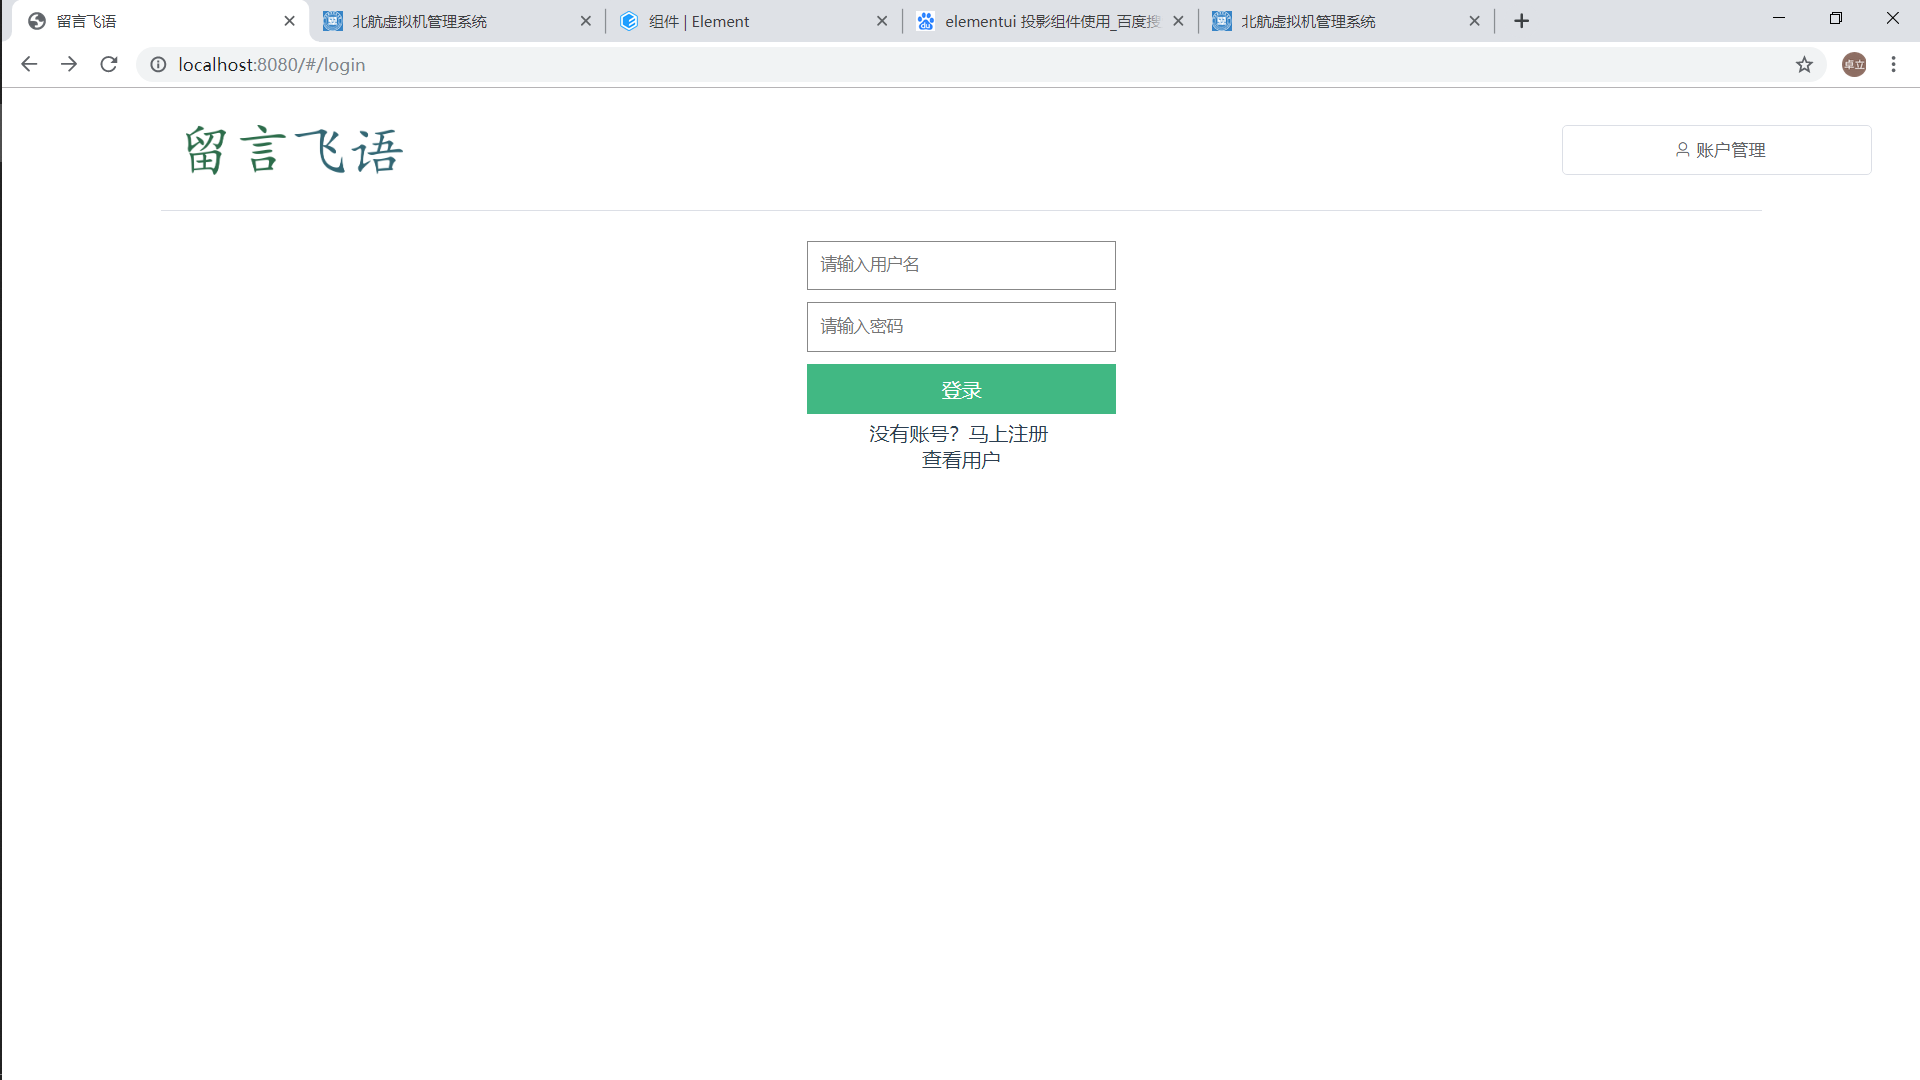 留言飞语
北航虚拟机管理系统
组件 | Element
elementui 投影组件使用_百度搜
北航虚拟机管理系统
localhost:8080/#/login
卓立
留言飞语
账户管理
请输入用户名
请输入密码
登录
没有账号？马上注册
查看用户